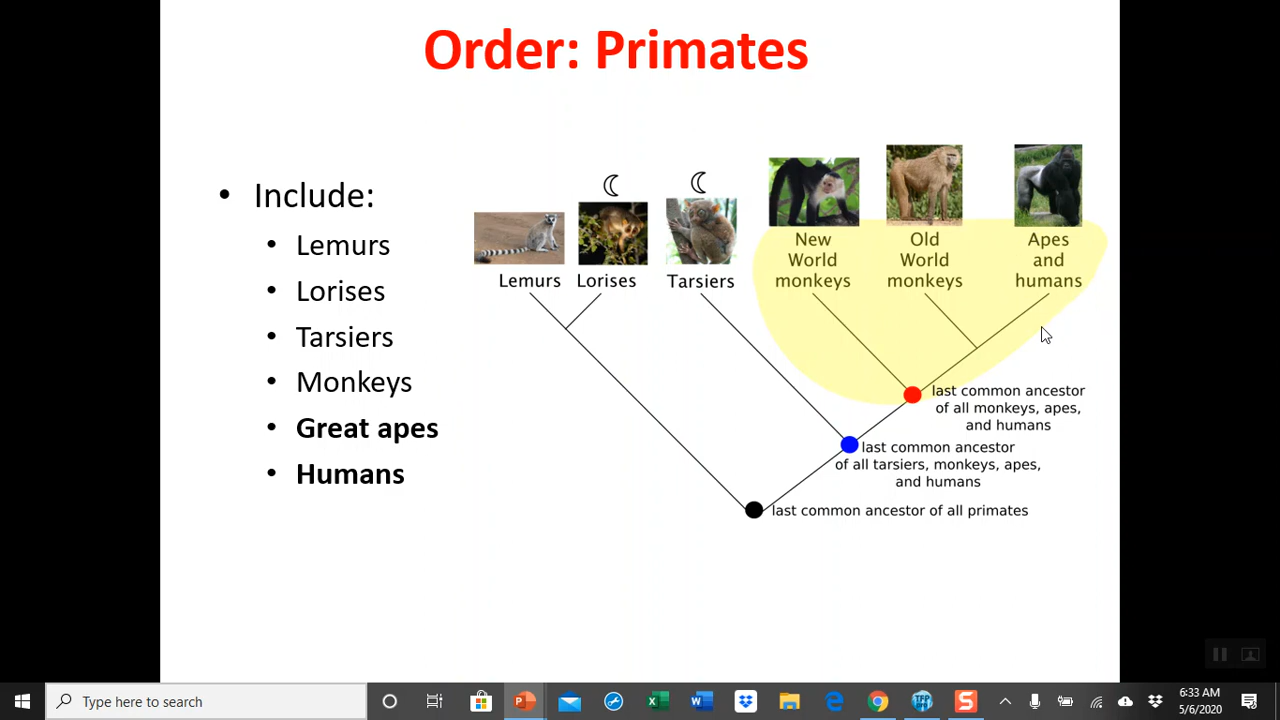 Order: Primates
• Include:
• Lemurs
• Lorises
• Tarsiers
• Monkeys
• Great apes
• Humans
Lemurs
Lorises
Tarsiers
New
World
monkeys
Old
World
monkeys
Apes
and
humans
last common ancestor
of all monkeys, apes,
and humans
last common ancestor
of all tarsiers, monkeys, apes,
and humans
last common ancestor of all primates
Type here to search
6:33 AM
5/6/2020